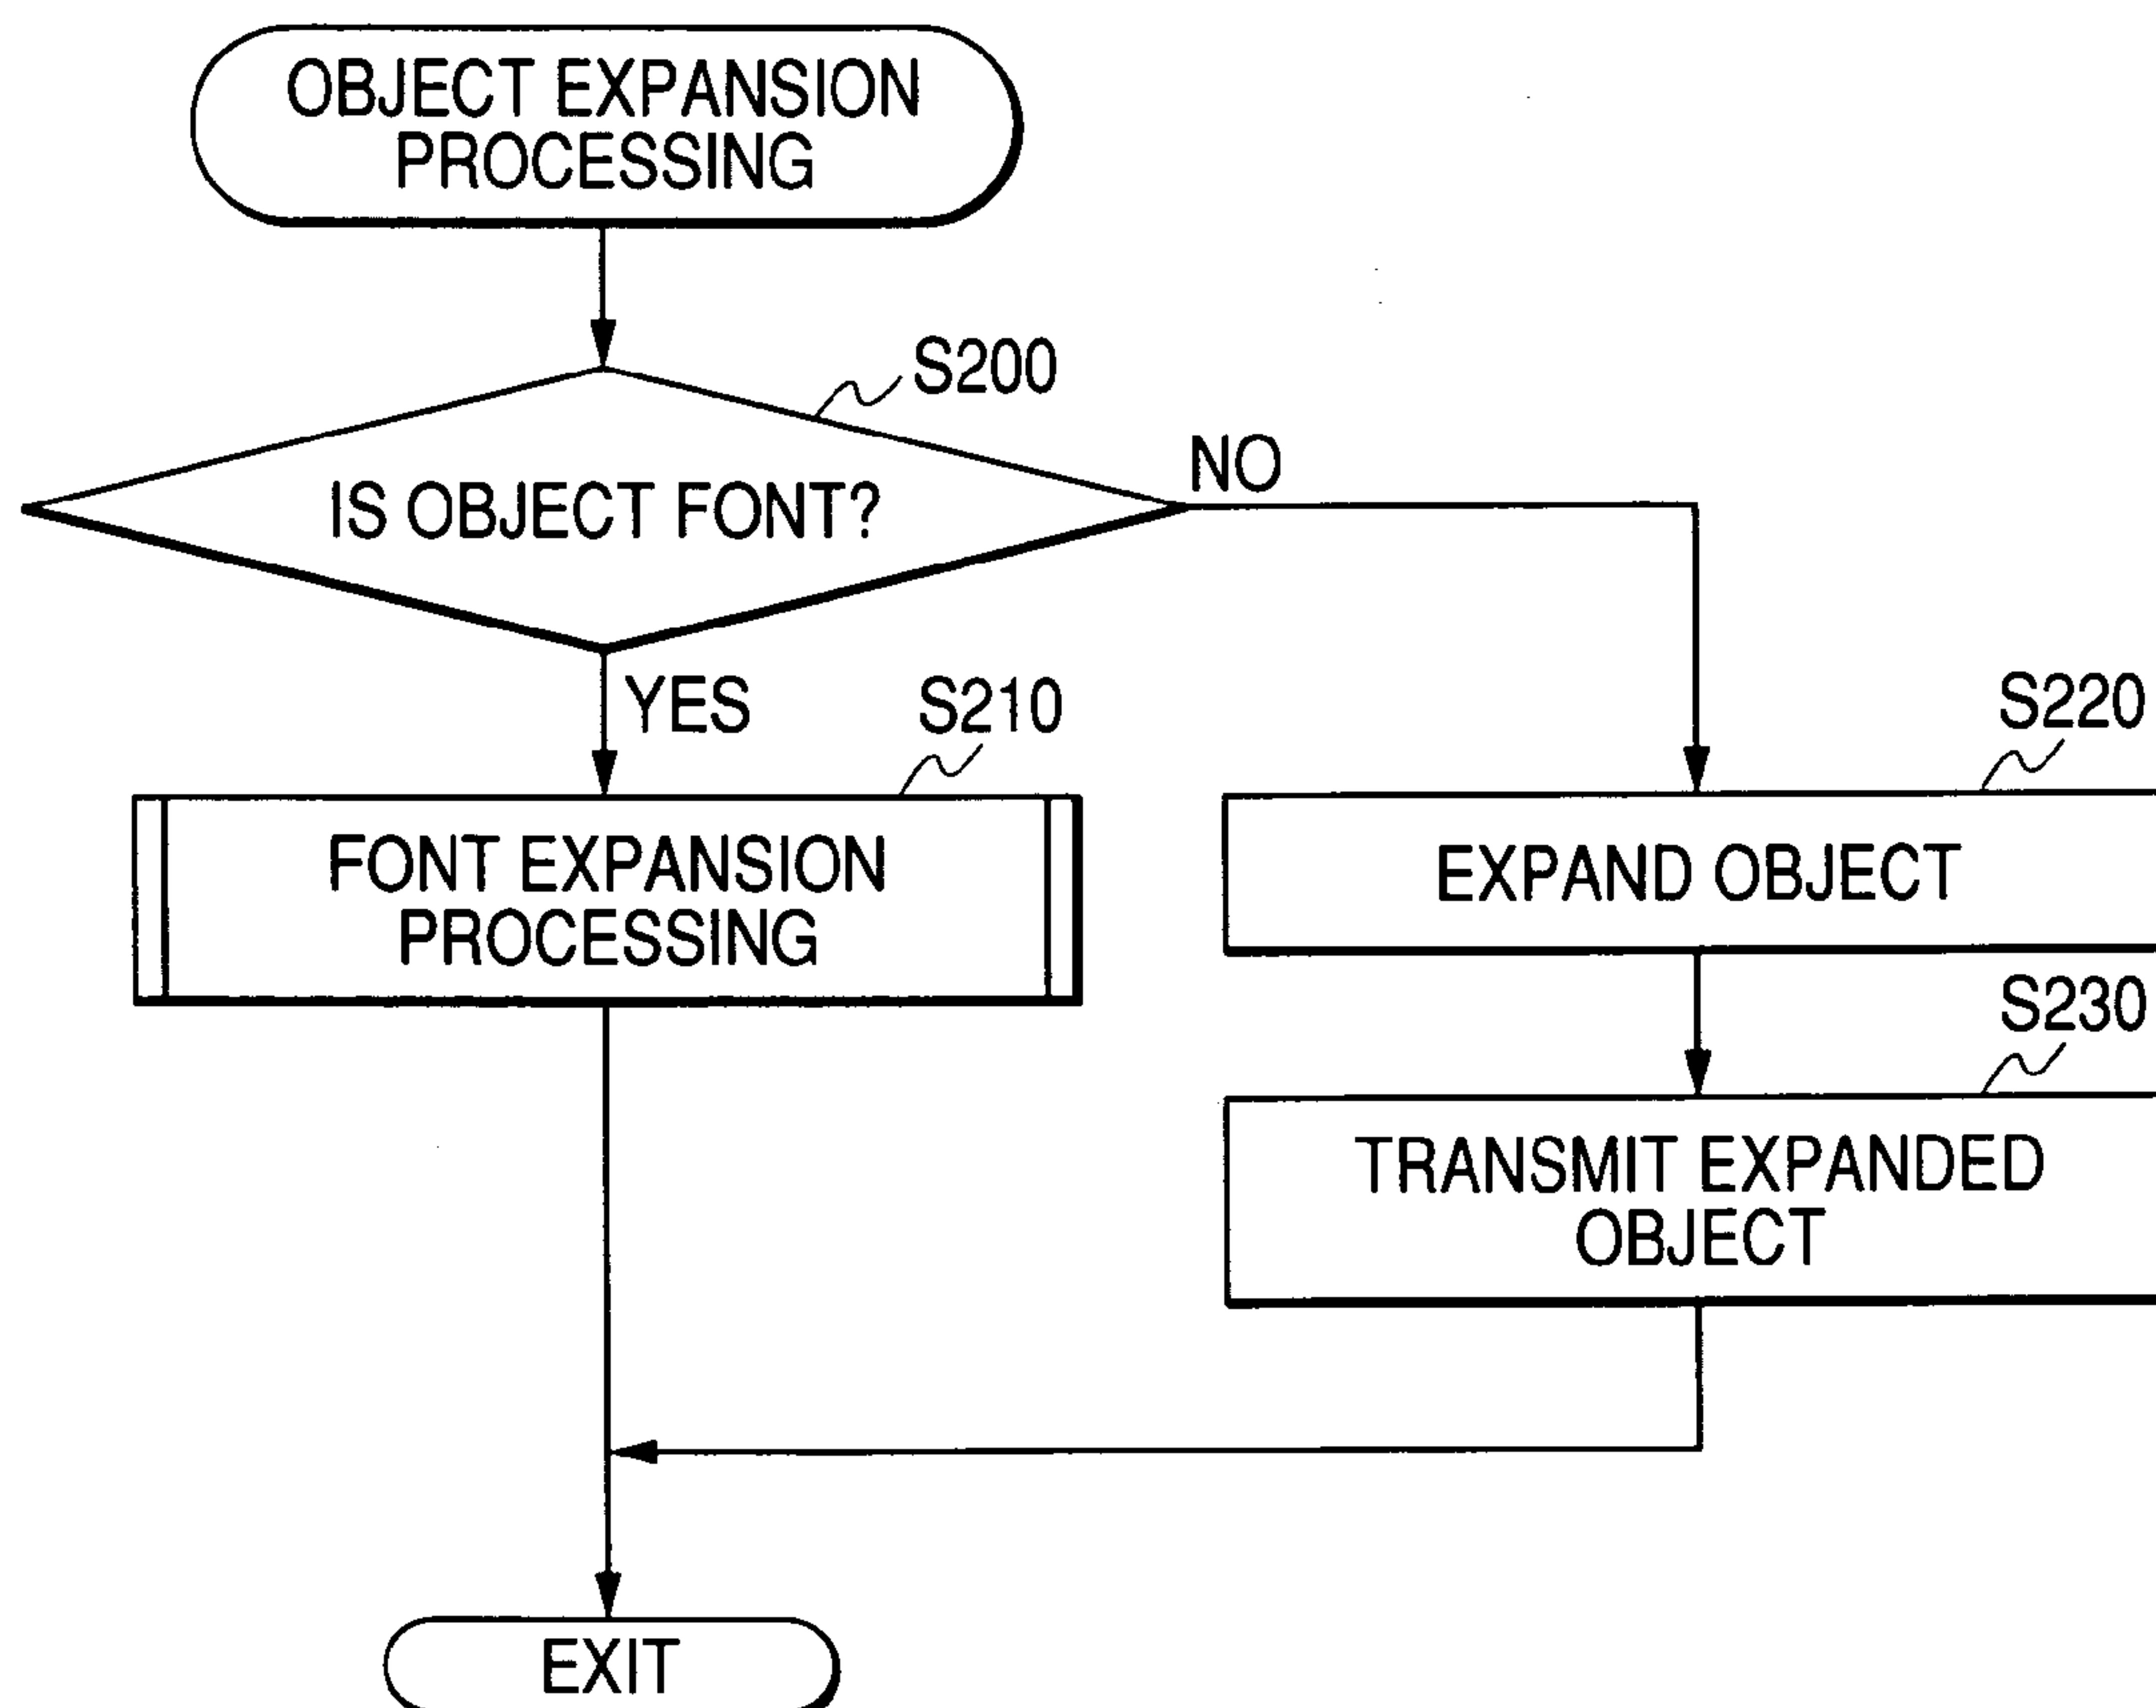 OBJECT EXPANSION
PROCESSING
S200
IS OBJECT FONT?
NO
YES
S210
FONT EXPANSION
PROCESSING
S220
EXPAND OBJECT
S230
TRANSMIT EXPANDED
OBJECT
EXIT